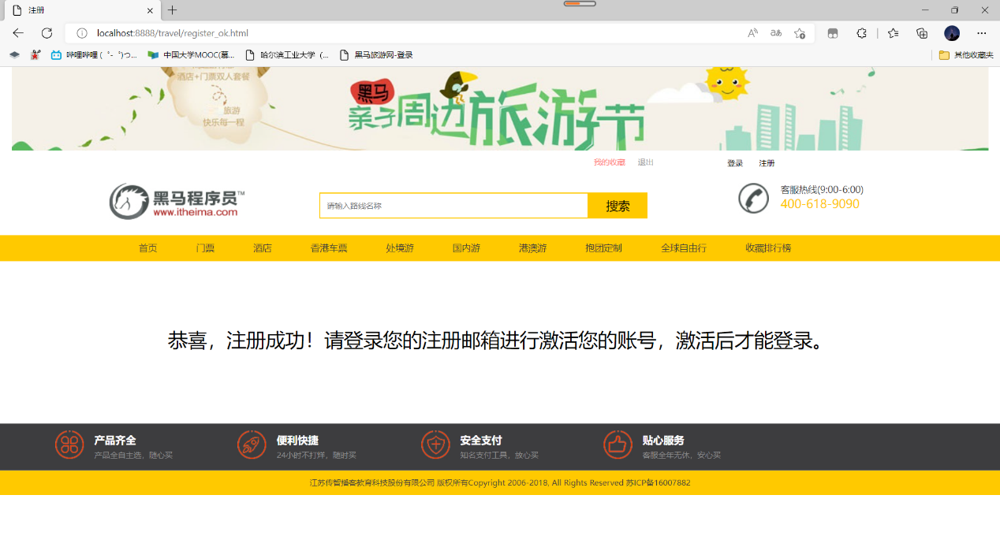 注册
localhost:8888/travel/register_ok.html
哔哩哔哩 (゜-゜)つ...
中国大学MOOC(慕...
哈尔滨工业大学 (...
黑马旅游网-登录
其他收藏夹
酒店+门票双人套餐
旅游
快乐每一程
黑马
亲子周边旅游节
我的收藏 退出 登录 注册
黑马程序员TM
www.itheima.com
请输入路线名称
搜索
客服热线(9:00-6:00)
400-618-9090
首页 门票 酒店 香港车票 处境游 国内游 港澳游 抱团定制 全球自由行 收藏排行榜
恭喜，注册成功！请登录您的注册邮箱进行激活您的账号，激活后才能登录。
产品齐全
产品全自主选，随心买
便利快捷
24小时不打烊，随时买
安全支付
知名支付工具，放心买
贴心服务
客服全年无休，安心买
江苏传智播客教育科技股份有限公司 版权所有Copyright 2006-2018, All Rights Reserved 苏ICP备16007882